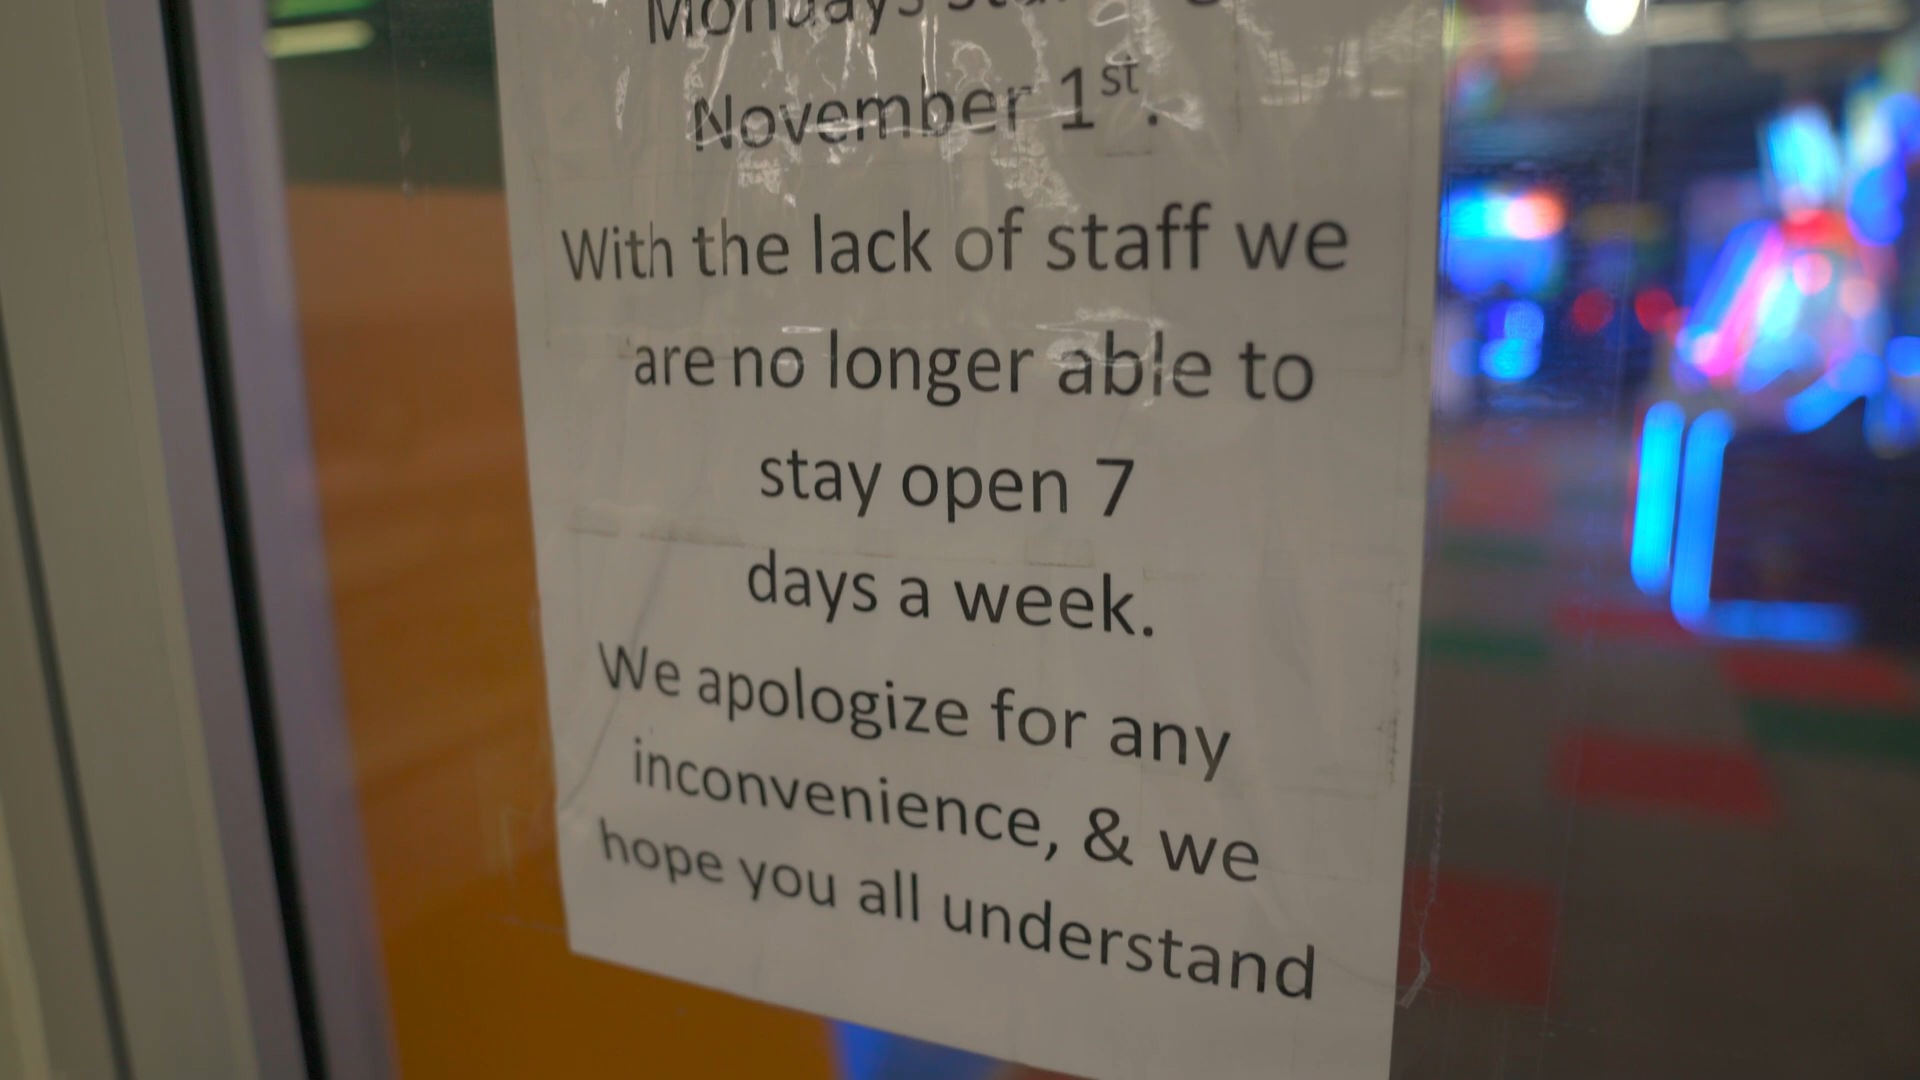 Mondays
November 1st.
With the lack of staff we
are no longer able to
stay open 7
days a week.
We apologize for any
inconvenience, & we
hope you all understand